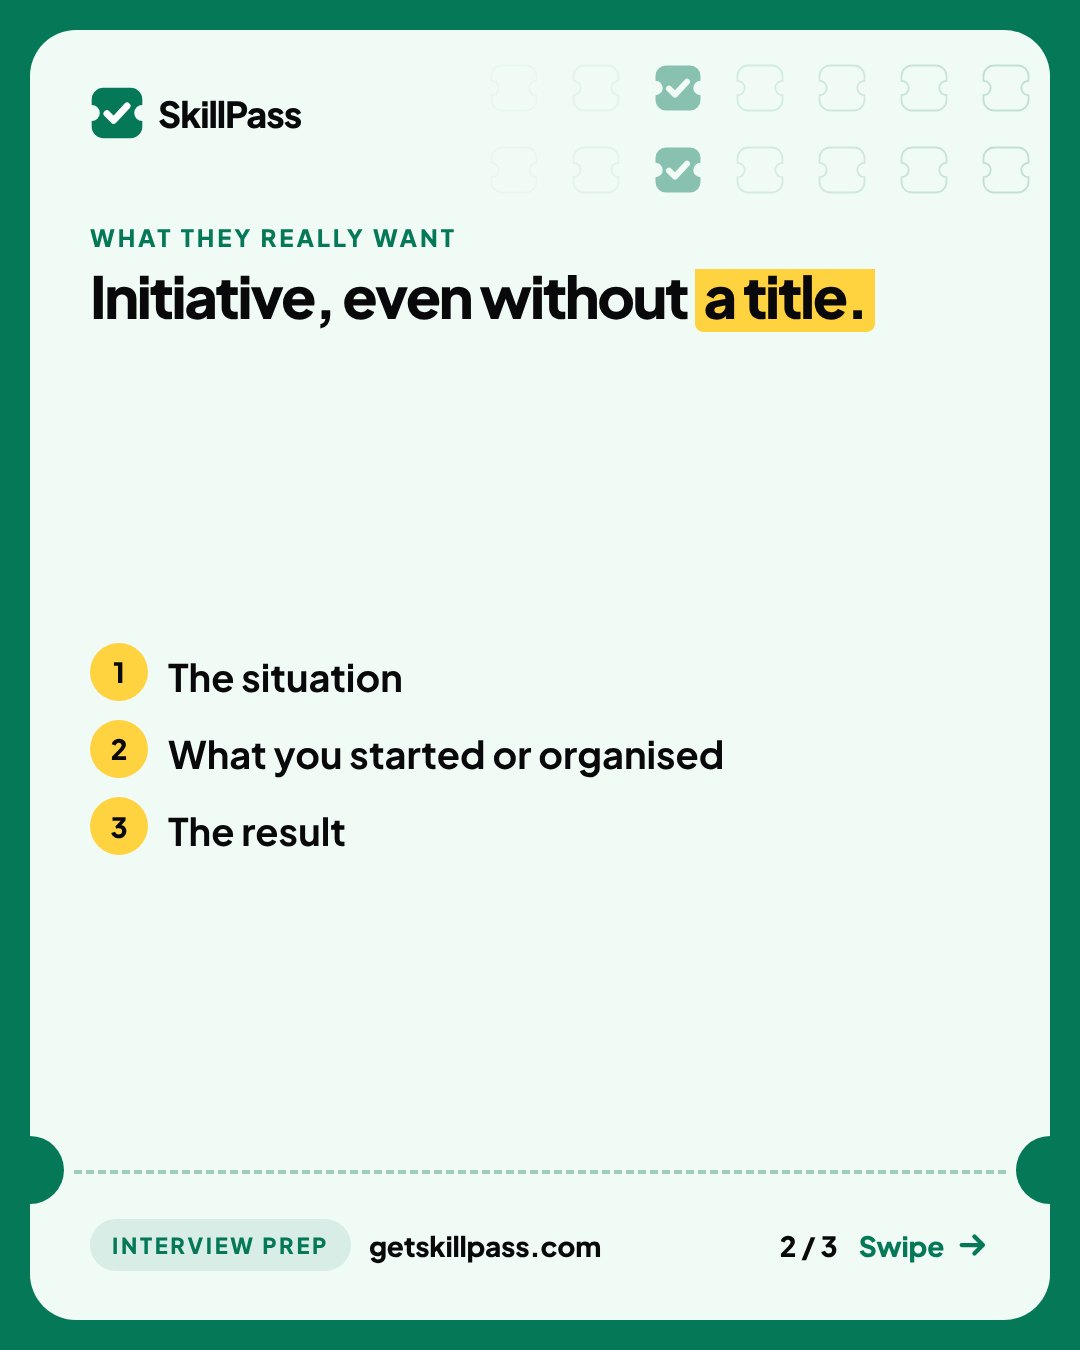 SkillPass
WHAT THEY REALLY WANT
Initiative, even without a title.
1 The situation
2 What you started or organised
3 The result
INTERVIEW PREP getskillpass.com 2 / 3 Swipe →